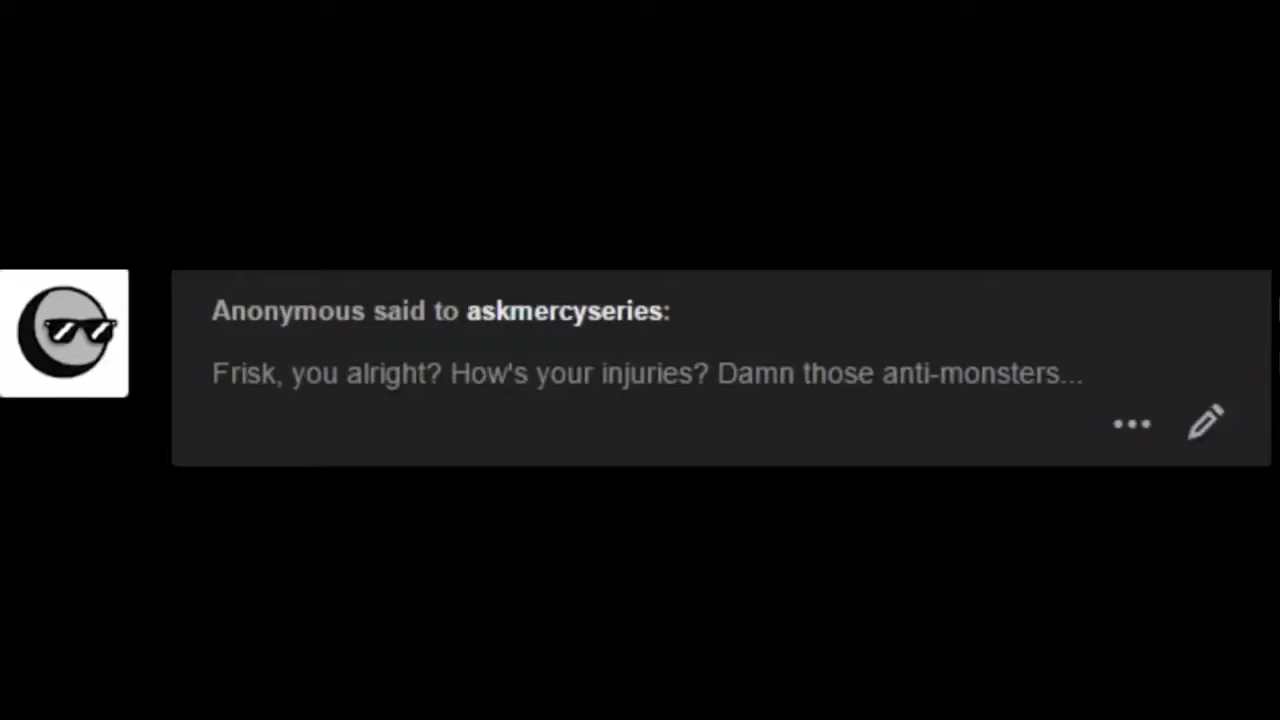 Anonymous said to askmercyseries:
Frisk, you alright? How's your injuries? Damn those anti-monsters...